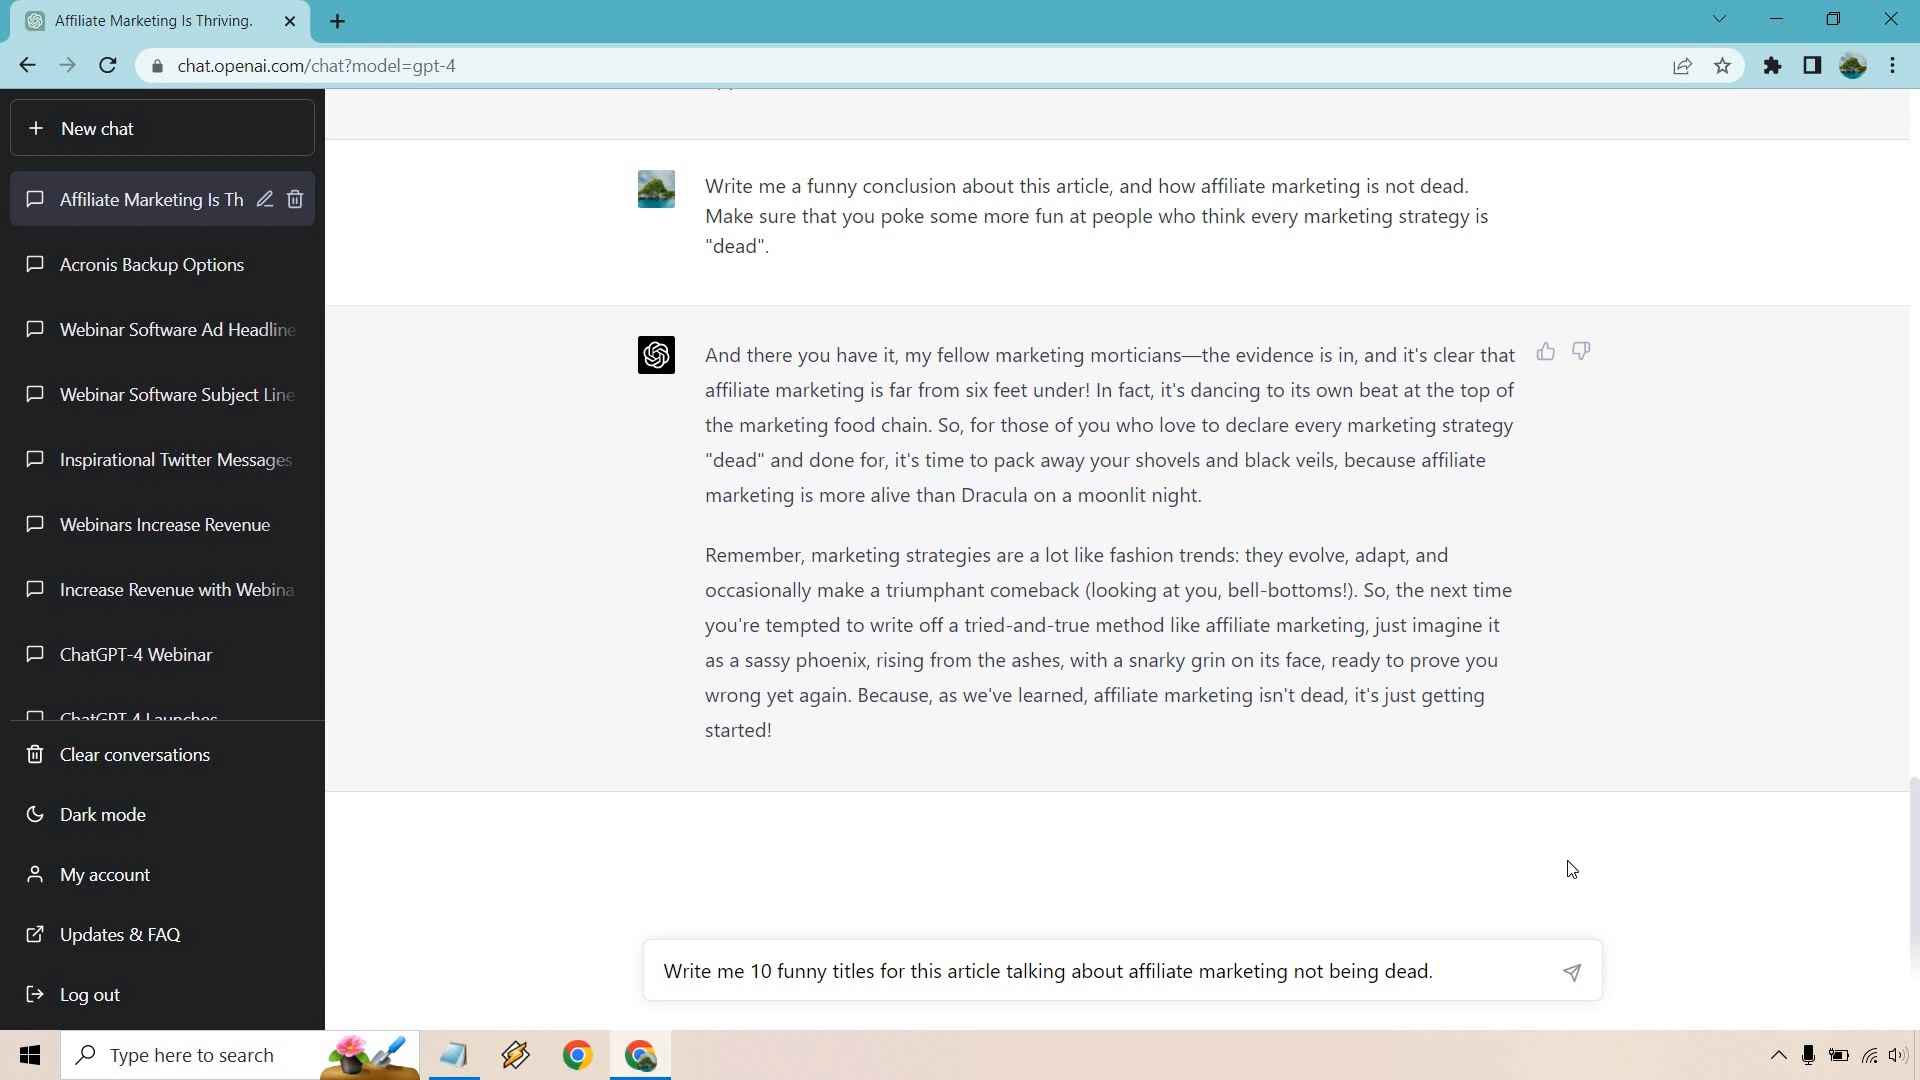 Affiliate Marketing Is Thriving.
chat.openai.com/chat?model=gpt-4
New chat
Affiliate Marketing Is Th
Acronis Backup Options
Webinar Software Ad Headline
Webinar Software Subject Line
Inspirational Twitter Messages
Webinars Increase Revenue
Increase Revenue with Webina
ChatGPT-4 Webinar
ChatGPT-4 Launches
Clear conversations
Dark mode
My account
Updates & FAQ
Log out
Write me a funny conclusion about this article, and how affiliate marketing is not dead.
Make sure that you poke some more fun at people who think every marketing strategy is
"dead".
And there you have it, my fellow marketing morticians—the evidence is in, and it's clear that
affiliate marketing is far from six feet under! In fact, it's dancing to its own beat at the top of
the marketing food chain. So, for those of you who love to declare every marketing strategy
"dead" and done for, it's time to pack away your shovels and black veils, because affiliate
marketing is more alive than Dracula on a moonlit night.
Remember, marketing strategies are a lot like fashion trends: they evolve, adapt, and
occasionally make a triumphant comeback (looking at you, bell-bottoms!). So, the next time
you're tempted to write off a tried-and-true method like affiliate marketing, just imagine it
as a sassy phoenix, rising from the ashes, with a snarky grin on its face, ready to prove you
wrong yet again. Because, as we've learned, affiliate marketing isn't dead, it's just getting
started!
Write me 10 funny titles for this article talking about affiliate marketing not being dead.
Type here to search